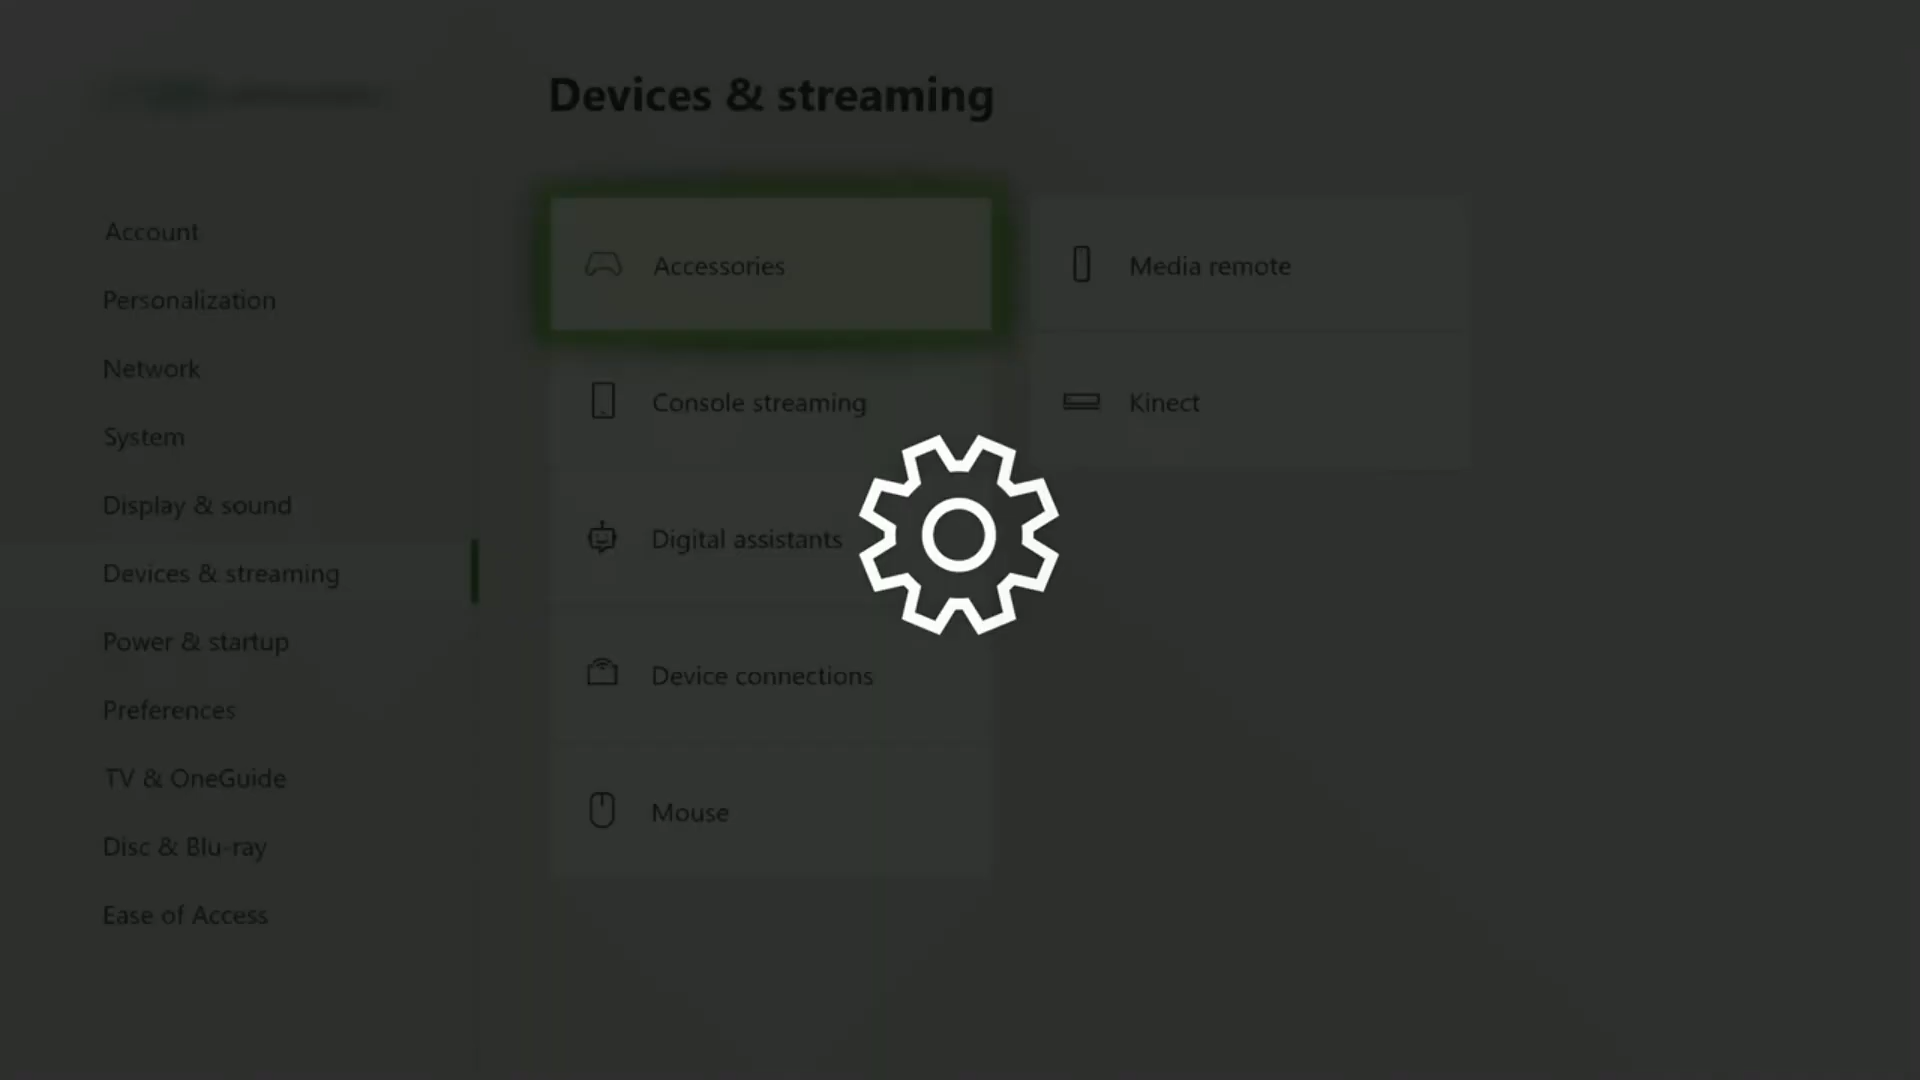 Devices & streaming
Account
Personalization
Network
System
Display & sound
Devices & streaming
Power & startup
Preferences
TV & OneGuide
Disc & Blu-ray
Ease of Access
Accessories
Console streaming
Digital assistants
Device connections
Mouse
Media remote
Kinect